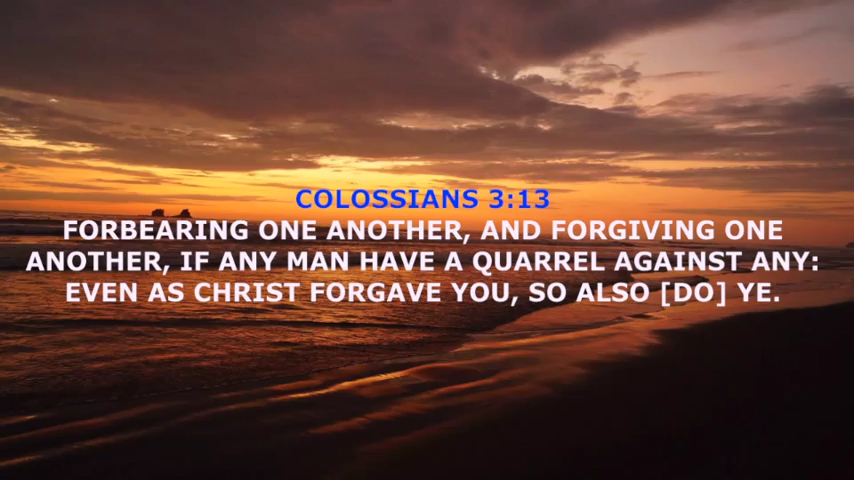 COLOSSIANS 3:13
FORBEARING ONE ANOTHER, AND FORGIVING ONE
ANOTHER, IF ANY MAN HAVE A QUARREL AGAINST ANY:
EVEN AS CHRIST FORGAVE YOU, SO ALSO [DO] YE.